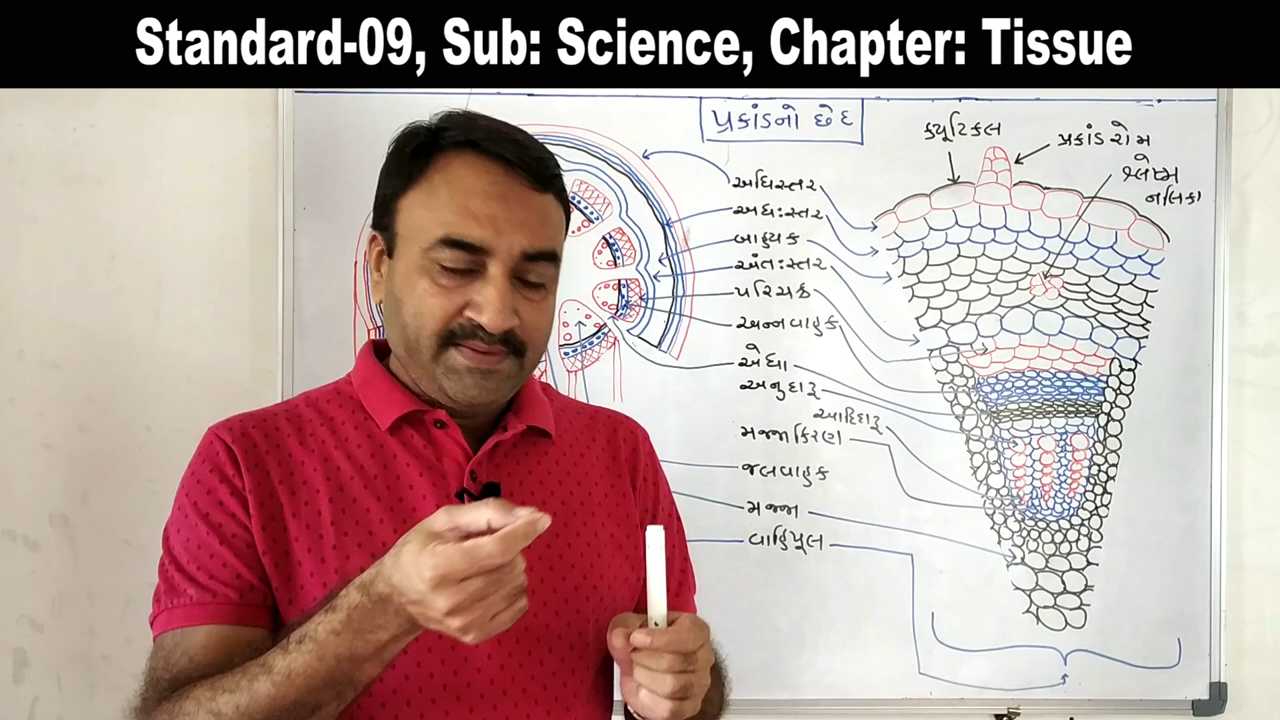 Standard-09, Sub: Science, Chapter: Tissue
પ્રકાંડનો છેદ
ક્યૂટિકલ
પ્રકાંડરોમ
શ્લેષ્મ
નલિકા
અધિસ્તર
અધઃસ્તર
બાહ્યક
અંતઃસ્તર
પરિચક્ર
અન્નવાહક
એધા
અનુદારૂ
આદિદારૂ
મજ્જાકિરણ
જલવાહક
મજ્જા
વાહિપૂલ